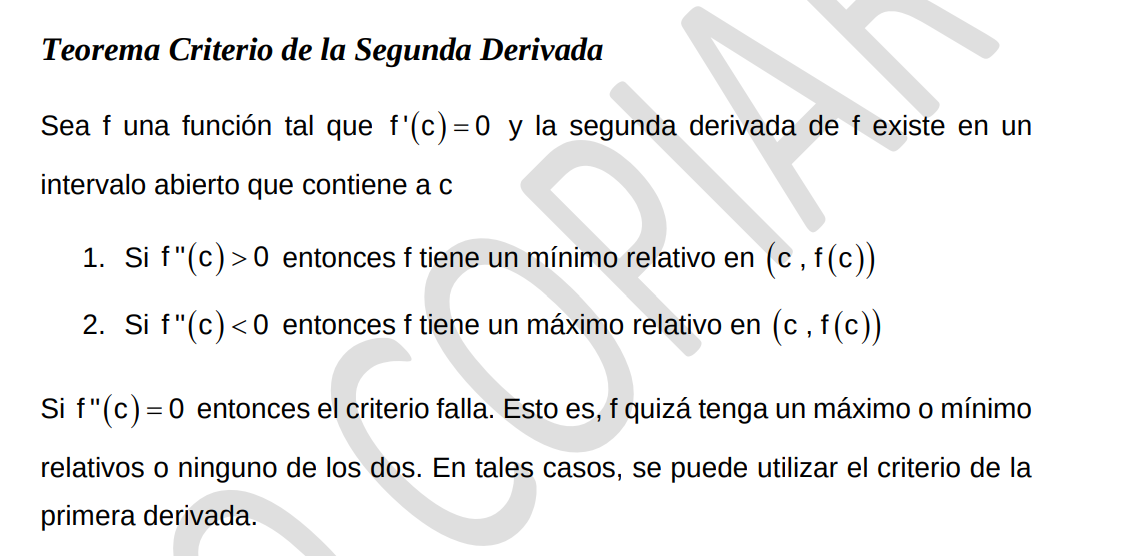 Teorema Criterio de la Segunda Derivada
Sea f una función tal que f'(c)=0 y la segunda derivada de f existe en un
intervalo abierto que contiene a c
1. Si f"(c)>0 entonces f tiene un mínimo relativo en (c , f(c))
2. Si f"(c)<0 entonces f tiene un máximo relativo en (c , f(c))
Si f"(c)=0 entonces el criterio falla. Esto es, f quizá tenga un máximo o mínimo
relativos o ninguno de los dos. En tales casos, se puede utilizar el criterio de la
primera derivada.
O COPIAR